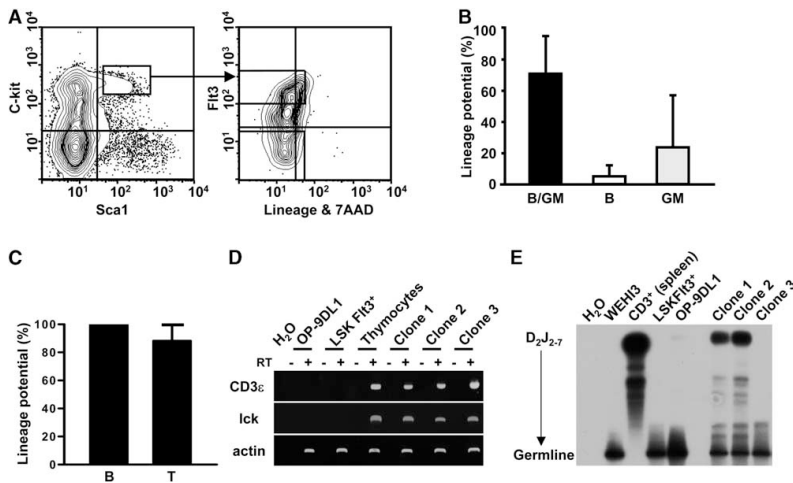 A
C-kit
10⁴
10³
10²
10¹
10¹ 10² 10³ 10⁴
Sca1
Flt3
10⁴
10³
10²
10¹
10¹ 10² 10³ 10⁴
Lineage & 7AAD
B
Lineage potential (%)
100
80
60
40
20
0
B/GM B GM
C
Lineage potential (%)
100
80
60
40
20
0
B T
D
H₂O
OP-9DL1
LSK Flt3⁺
Thymocytes
Clone 1
Clone 2
Clone 3
RT
- - + - + - + - + - + - +
CD3ε
lck
actin
E
H₂O
WEHI3
CD3⁺ (spleen)
LSKFlt3⁺
OP-9DL1
Clone 1
Clone 2
Clone 3
D₂J₂₋₇
Germline